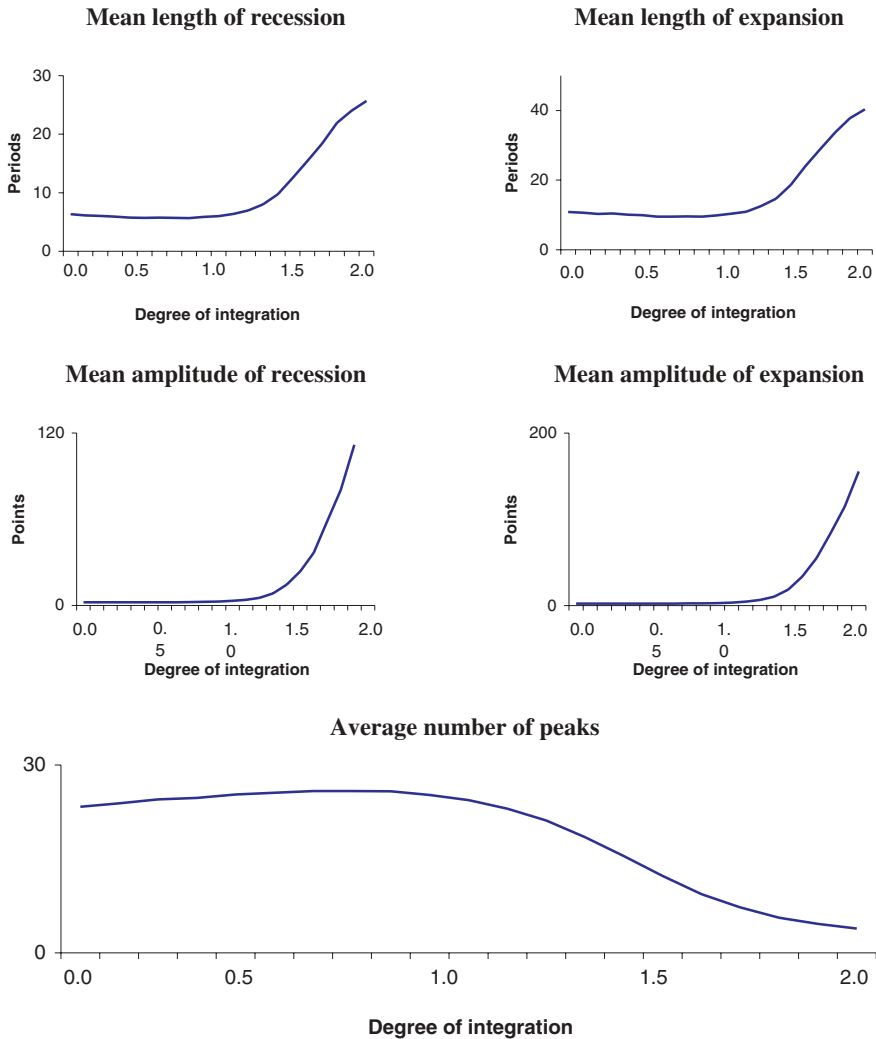 Mean length of recession
Mean length of expansion
30
20
10
0
Periods
0.0 0.5 1.0 1.5 2.0
Degree of integration
40
20
0
Periods
0.0 0.5 1.0 1.5 2.0
Degree of integration
Mean amplitude of recession
Mean amplitude of expansion
120
0
Points
0.0 0. 1. 1.5 2.0
5 0
Degree of integration
200
0
Points
0.0 0. 1. 1.5 2.0
5 0
Degree of integration
Average number of peaks
30
0
0.0 0.5 1.0 1.5 2.0
Degree of integration